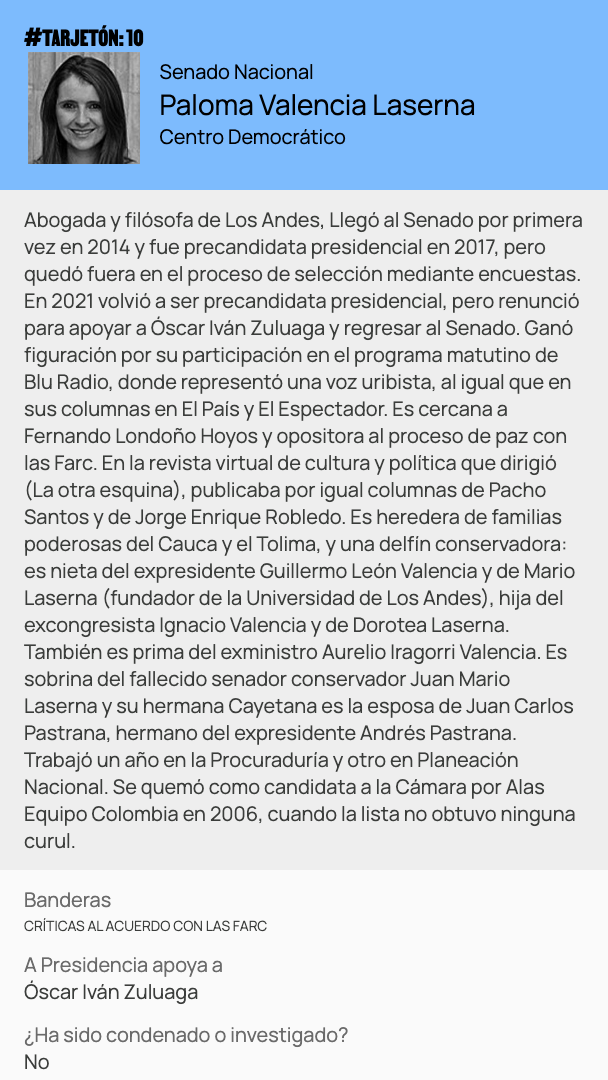 #TARJETÓN: 10
Senado Nacional
Paloma Valencia Laserna
Centro Democrático
Abogada y filósofa de Los Andes, Llegó al Senado por primera
vez en 2014 y fue precandidata presidencial en 2017, pero
quedó fuera en el proceso de selección mediante encuestas.
En 2021 volvió a ser precandidata presidencial, pero renunció
para apoyar a Óscar Iván Zuluaga y regresar al Senado. Ganó
figuración por su participación en el programa matutino de
Blu Radio, donde representó una voz uribista, al igual que en
sus columnas en El País y El Espectador. Es cercana a
Fernando Londoño Hoyos y opositora al proceso de paz con
las Farc. En la revista virtual de cultura y política que dirigió
(La otra esquina), publicaba por igual columnas de Pacho
Santos y de Jorge Enrique Robledo. Es heredera de familias
poderosas del Cauca y el Tolima, y una delfín conservadora:
es nieta del expresidente Guillermo León Valencia y de Mario
Laserna (fundador de la Universidad de Los Andes), hija del
excongresista Ignacio Valencia y de Dorotea Laserna.
También es prima del exministro Aurelio Iragorri Valencia. Es
sobrina del fallecido senador conservador Juan Mario
Laserna y su hermana Cayetana es la esposa de Juan Carlos
Pastrana, hermano del expresidente Andrés Pastrana.
Trabajó un año en la Procuraduría y otro en Planeación
Nacional. Se quemó como candidata a la Cámara por Alas
Equipo Colombia en 2006, cuando la lista no obtuvo ninguna
curul.
Banderas
CRÍTICAS AL ACUERDO CON LAS FARC
A Presidencia apoya a
Óscar Iván Zuluaga
¿Ha sido condenado o investigado?
No